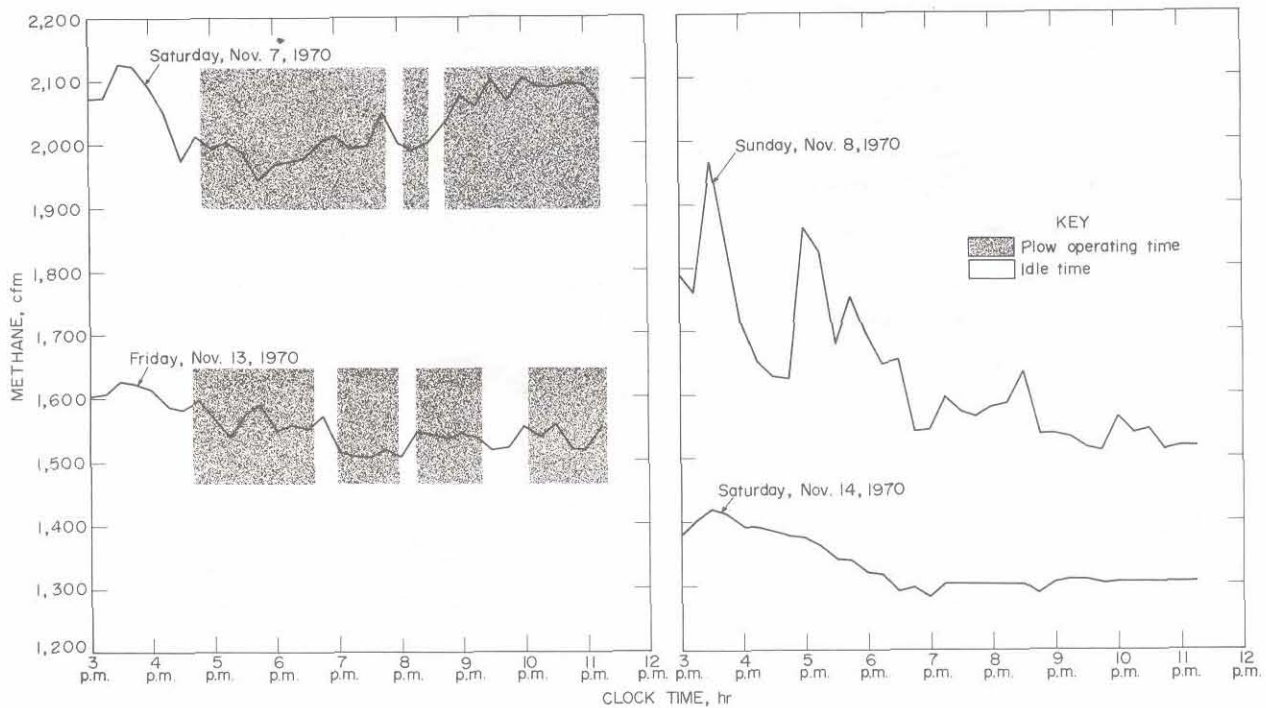 2,200
2,100
2,000
1,900
1,800
1,700
1,600
1,500
1,400
1,300
1,200
METHANE, cfm
Saturday, Nov. 7, 1970
Friday, Nov. 13, 1970
3 p.m. 4 p.m. 5 p.m. 6 p.m. 7 p.m. 8 p.m. 9 p.m. 10 p.m. 11 p.m. 12 p.m.
Sunday, Nov. 8, 1970
KEY
Plow operating time
Idle time
Saturday, Nov. 14, 1970
3 p.m. 4 p.m. 5 p.m. 6 p.m. 7 p.m. 8 p.m. 9 p.m. 10 p.m. 11 p.m. 12 p.m.
CLOCK TIME, hr